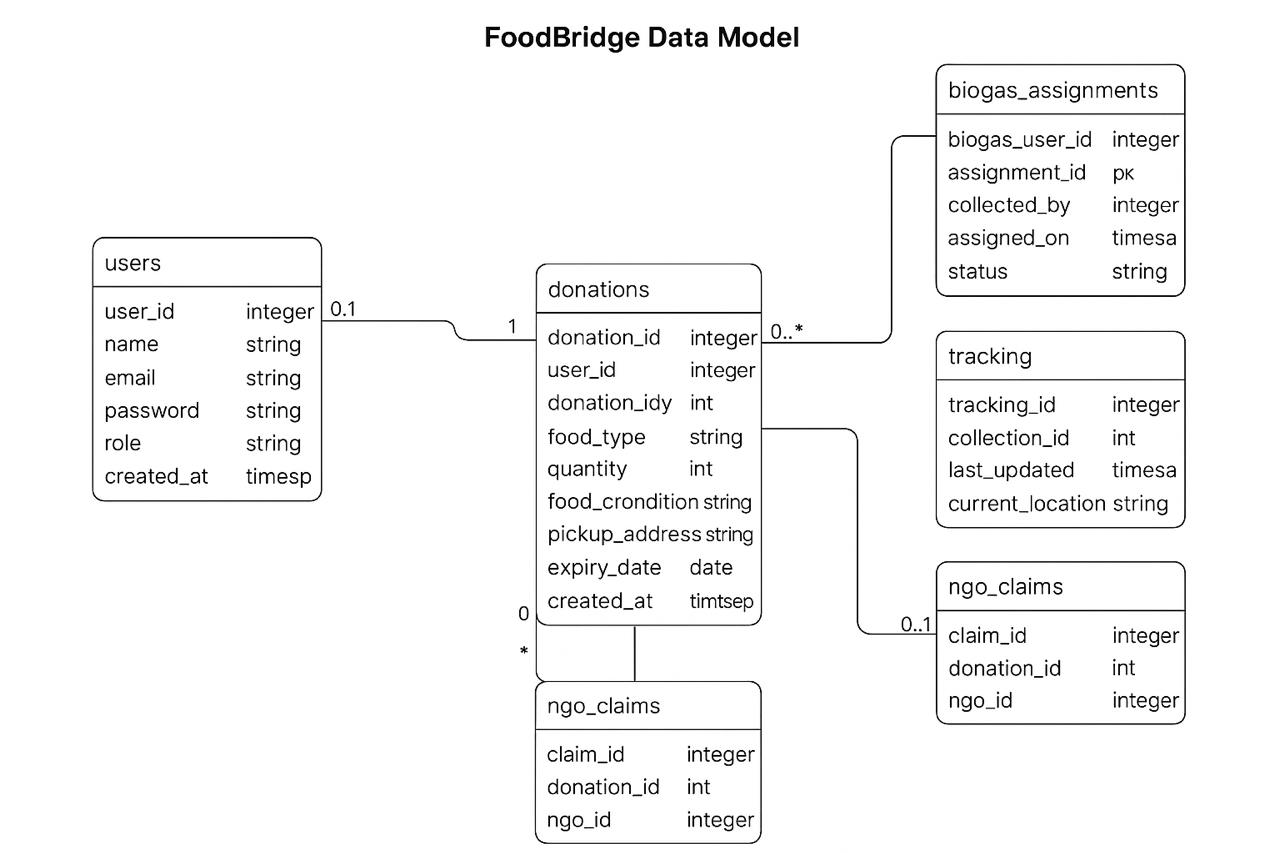 FoodBridge Data Model
users
user_id integer
name string
email string
password string
role string
created_at timesp
0.1
1
donations
donation_id integer
user_id integer
donation_idy int
food_type string
quantity int
food_crondition string
pickup_address string
expiry_date date
created_at timtsep
0..*
0
*
ngo_claims
claim_id integer
donation_id int
ngo_id integer
biogas_assignments
biogas_user_id integer
assignment_id pк
collected_by integer
assigned_on timesa
status string
tracking
tracking_id integer
collection_id int
last_updated timesa
current_location string
0..1
ngo_claims
claim_id integer
donation_id int
ngo_id integer